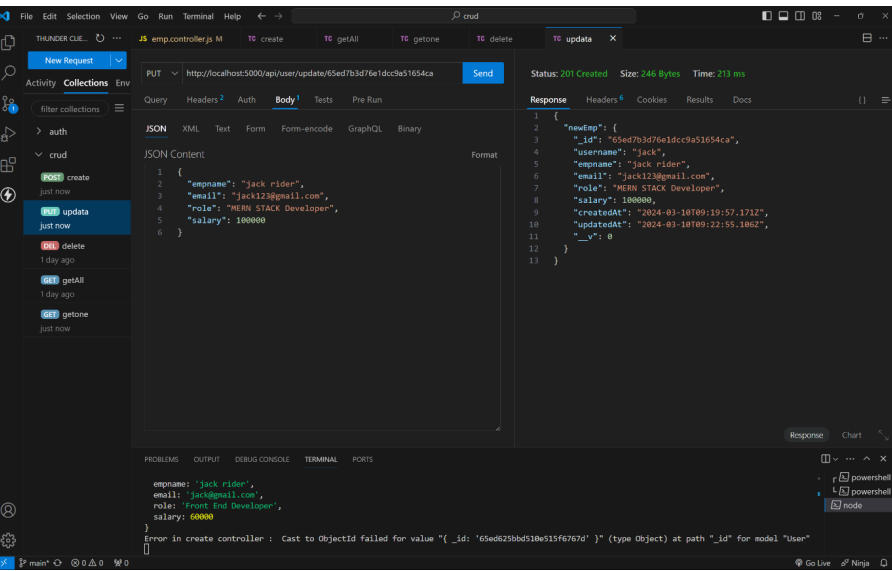 File Edit Selection View Go Run Terminal Help
crud
THUNDER CLIE...
JS emp.controller.js M
TC create
TC getAll
TC getone
TC delete
TC updata
New Request
Activity Collections Env
filter collections
auth
crud
POST create
just now
PUT updata
just now
DEL delete
1 day ago
GET getAll
1 day ago
GET getone
just now
PUT http://localhost:5000/api/user/update/65ed7b3d76e1dcc9a51654ca Send
Query Headers 2 Auth Body 1 Tests Pre Run
JSON XML Text Form Form-encode GraphQL Binary
JSON Content Format
1 {
2 "empname": "jack rider",
3 "email": "jack123@gmail.com",
4 "role": "MERN STACK Developer",
5 "salary": 100000
6 }
Status: 201 Created Size: 246 Bytes Time: 213 ms
Response Headers 6 Cookies Results Docs { }
1 {
2 "newEmp": {
3 "_id": "65ed7b3d76e1dcc9a51654ca",
4 "username": "jack",
5 "empname": "jack rider",
6 "email": "jack123@gmail.com",
7 "role": "MERN STACK Developer",
8 "salary": 100000,
9 "createdAt": "2024-03-10T09:19:57.171Z",
10 "updatedAt": "2024-03-10T09:22:55.106Z",
11 "__v": 0
12 }
13 }
Response Chart
PROBLEMS OUTPUT DEBUG CONSOLE TERMINAL PORTS
empname: 'jack rider',
email: 'jack@gmail.com',
role: 'Front End Developer',
salary: 60000
}
Error in create controller : Cast to ObjectId failed for value "{ _id: '65ed625bbd510e515f6767d' }" (type Object) at path "_id" for model "User"
powershell
powershell
node
main* 0 0 0 Go Live Ninja